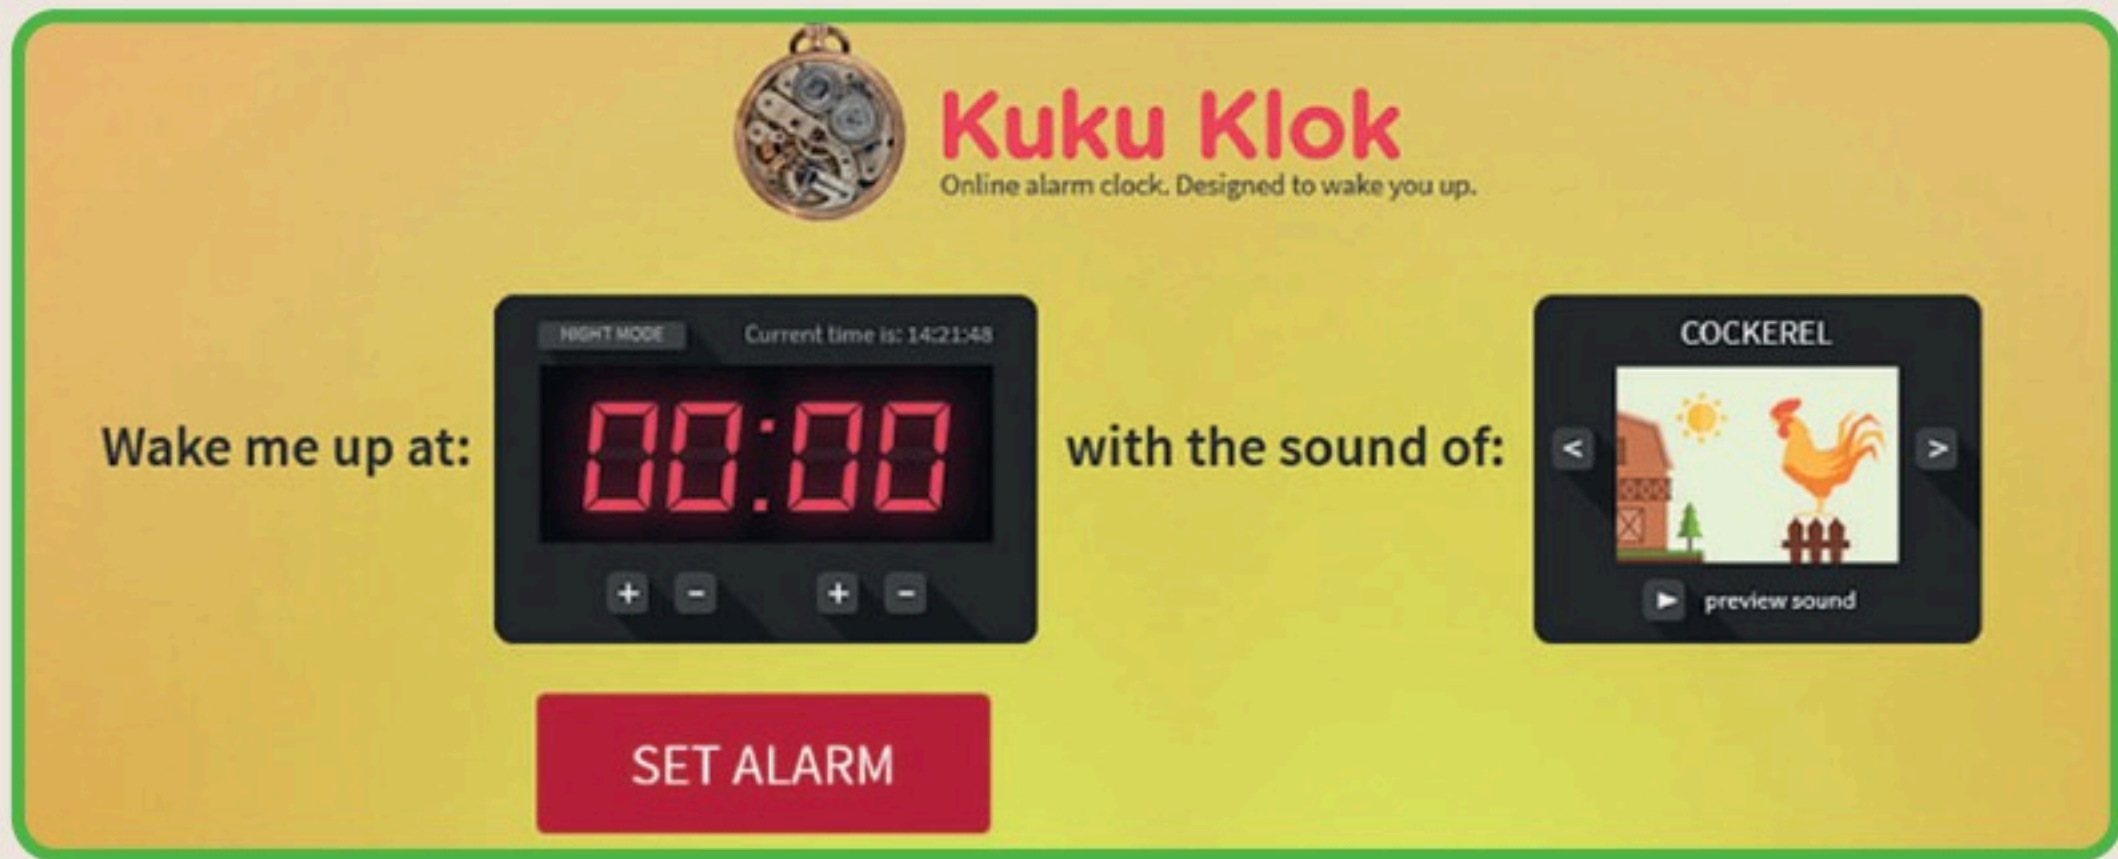 Kuku Klok
Online alarm clock. Designed to wake you up.
NIGHT MODE
Current time is: 14:21:48
Wake me up at:
00:00
+ - + -
with the sound of:
COCKEREL
< >
preview sound
SET ALARM